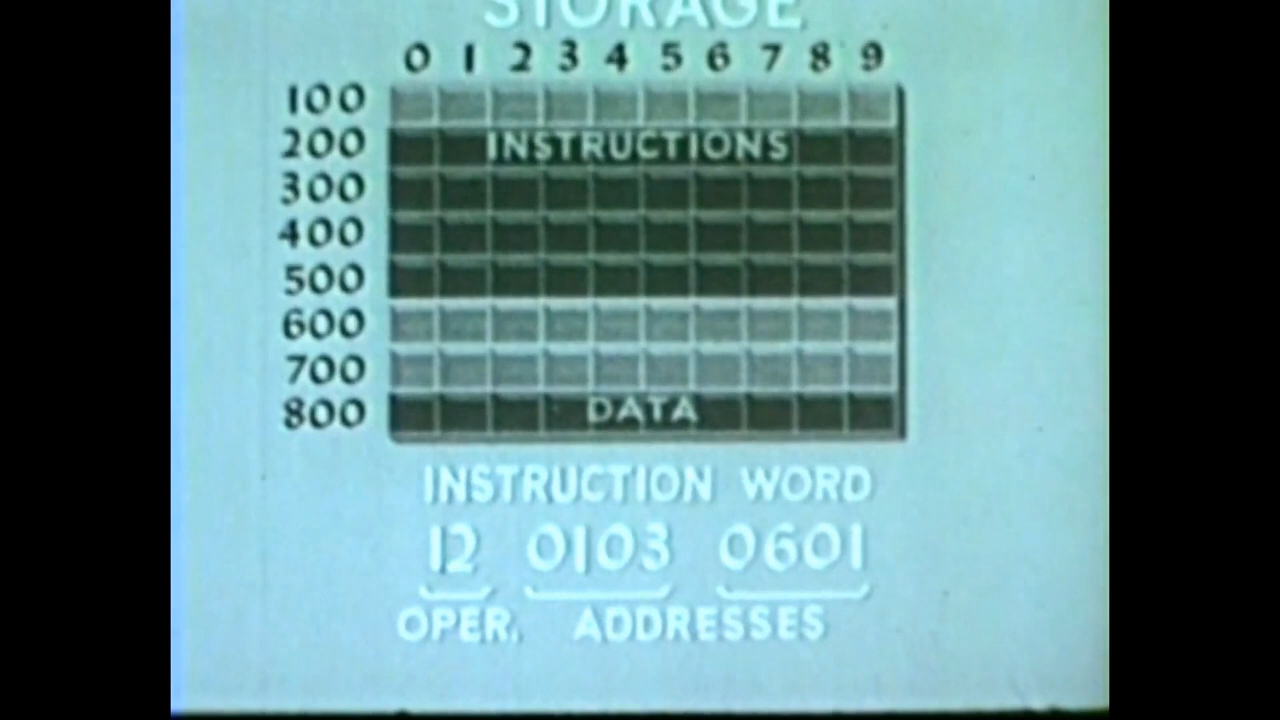 STORAGE
0 1 2 3 4 5 6 7 8 9
100
200 INSTRUCTIONS
300
400
500
600
700
800 DATA
INSTRUCTION WORD
12 0103 0601
OPER. ADDRESSES